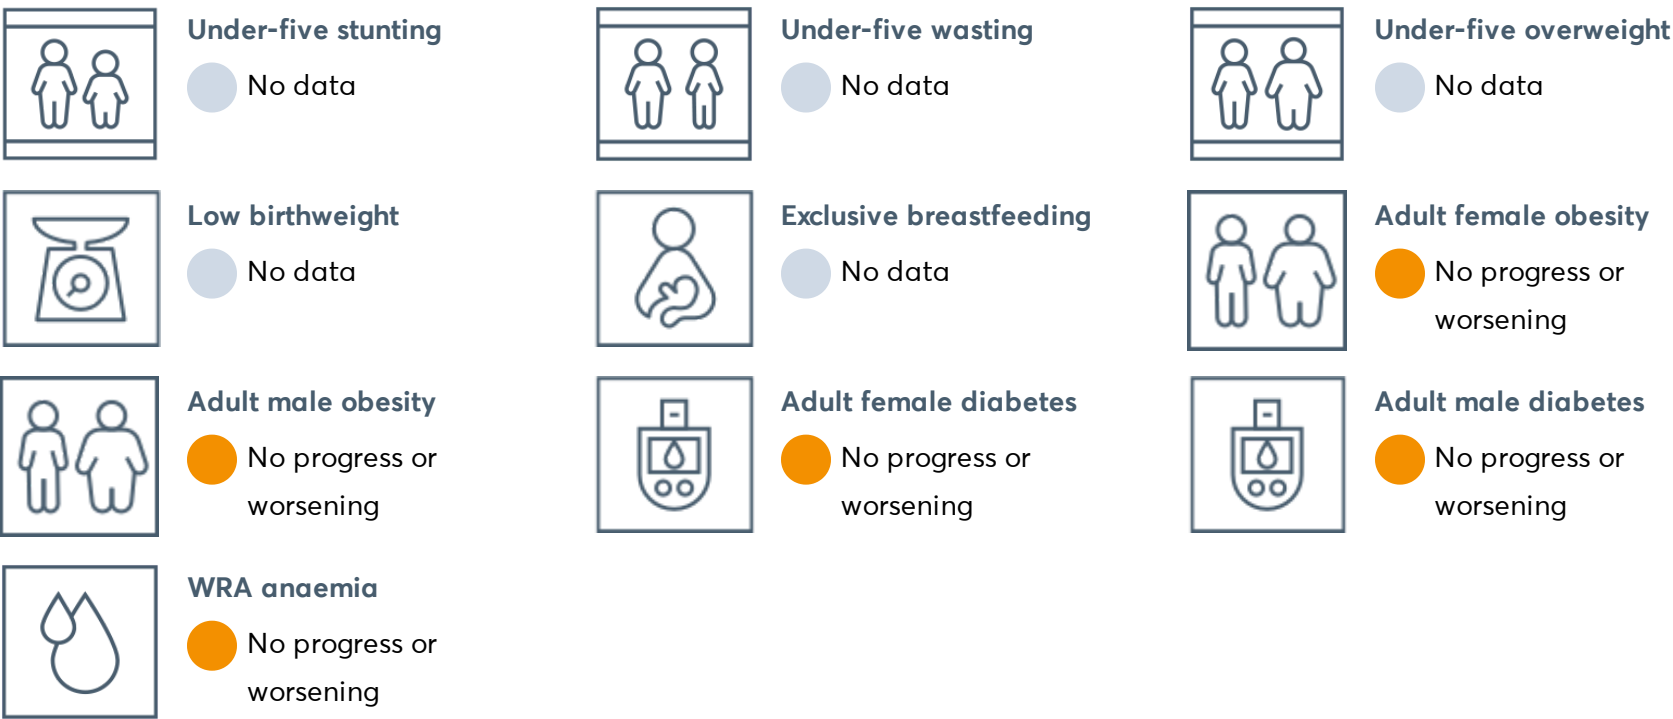 Under-five stunting
No data
Under-five wasting
No data
Under-five overweight
No data
Low birthweight
No data
Exclusive breastfeeding
No data
Adult female obesity
No progress or
worsening
Adult male obesity
No progress or
worsening
Adult female diabetes
No progress or
worsening
Adult male diabetes
No progress or
worsening
WRA anaemia
No progress or
worsening